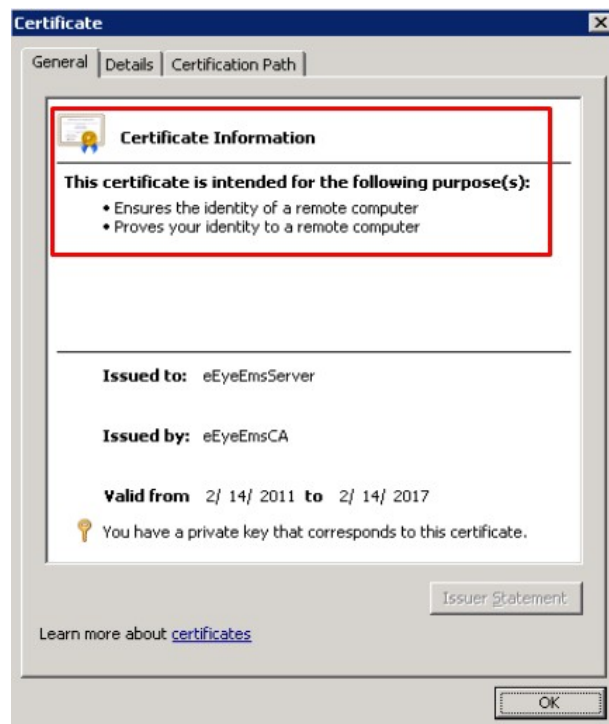 Certificate
General
Details
Certification Path
Certificate Information
This certificate is intended for the following purpose(s):
• Ensures the identity of a remote computer
• Proves your identity to a remote computer
Issued to: eEyeEmsServer
Issued by: eEyeEmsCA
Valid from 2/ 14/ 2011 to 2/ 14/ 2017
You have a private key that corresponds to this certificate.
Issuer Statement
Learn more about certificates
OK